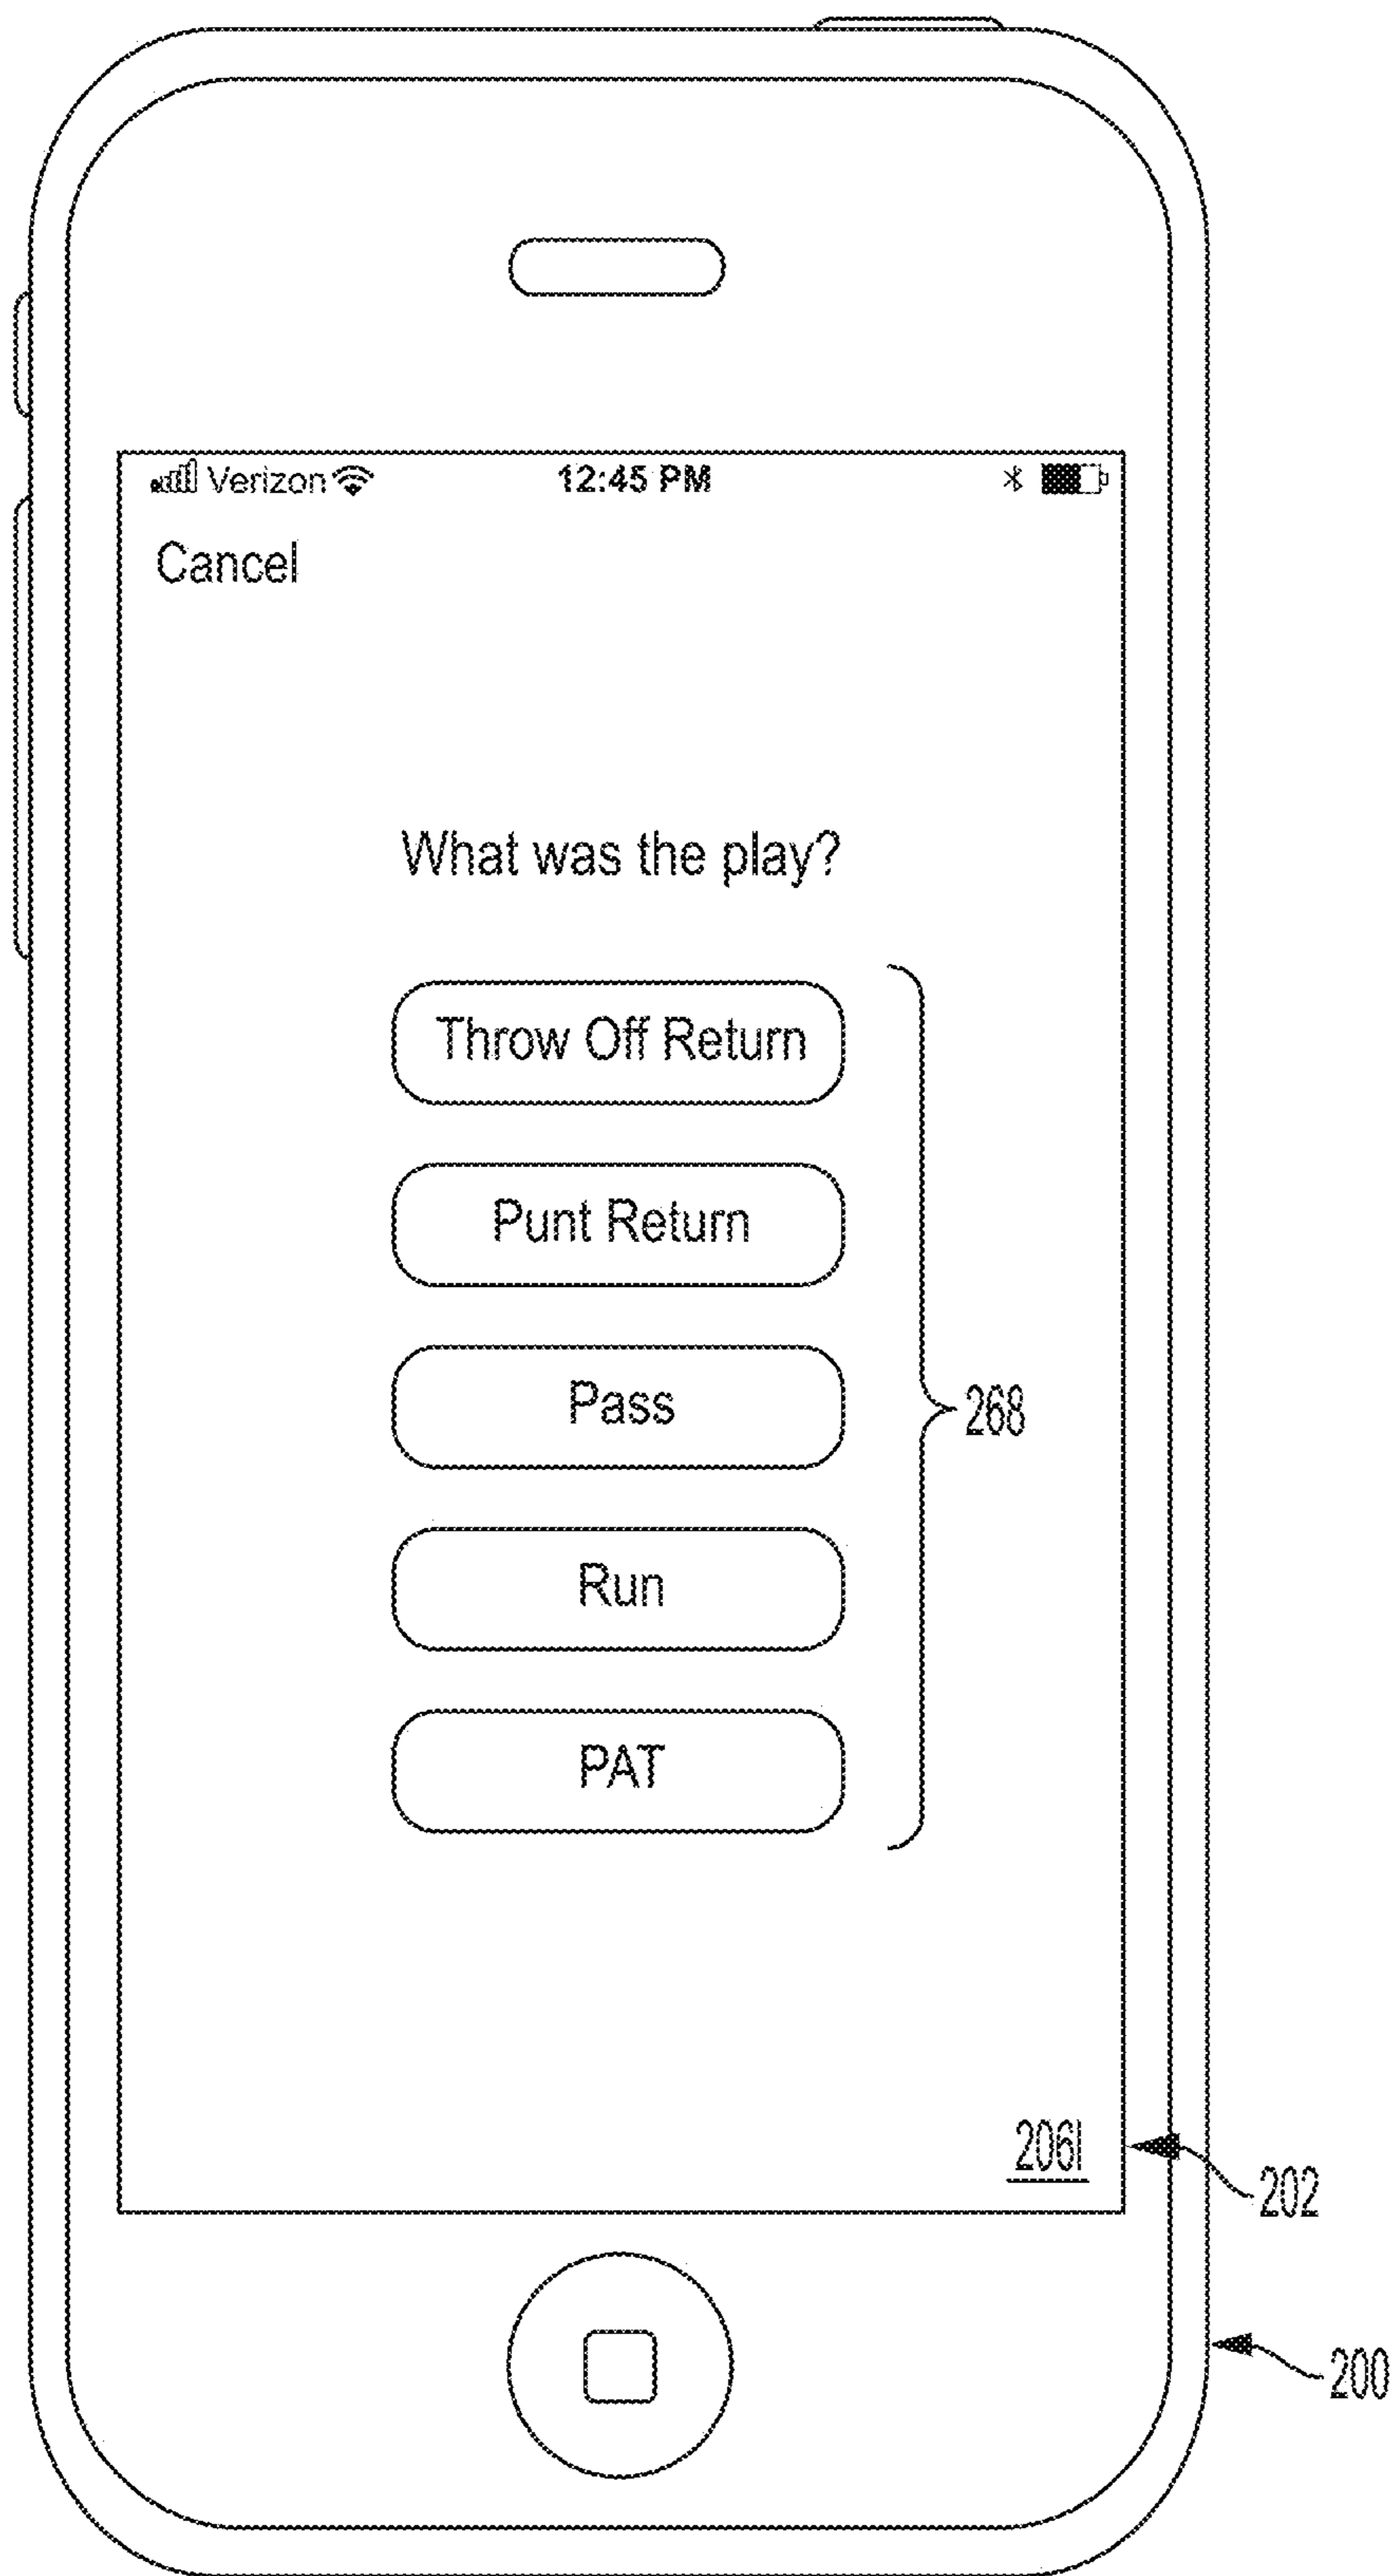 Verizon 12:45 PM
Cancel
What was the play?
Throw Off Return
Punt Return
Pass
268
Run
PAT
206l
202
200